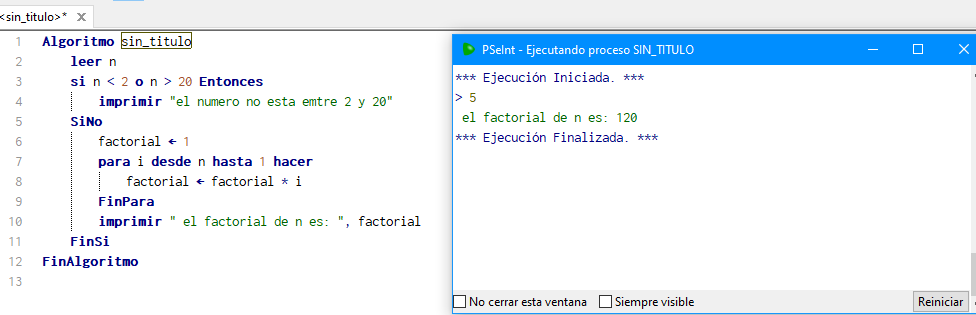 <sin_titulo>* X
1 Algoritmo sin_titulo
2 leer n
3 si n < 2 o n > 20 Entonces
4 imprimir "el numero no esta emtre 2 y 20"
5 SiNo
6 factorial ← 1
7 para i desde n hasta 1 hacer
8 factorial ← factorial * i
9 FinPara
10 imprimir " el factorial de n es: ", factorial
11 FinSi
12 FinAlgoritmo
13
PSeInt - Ejecutando proceso SIN_TITULO
*** Ejecución Iniciada. ***
> 5
el factorial de n es: 120
*** Ejecución Finalizada. ***
No cerrar esta ventana Siempre visible Reiniciar